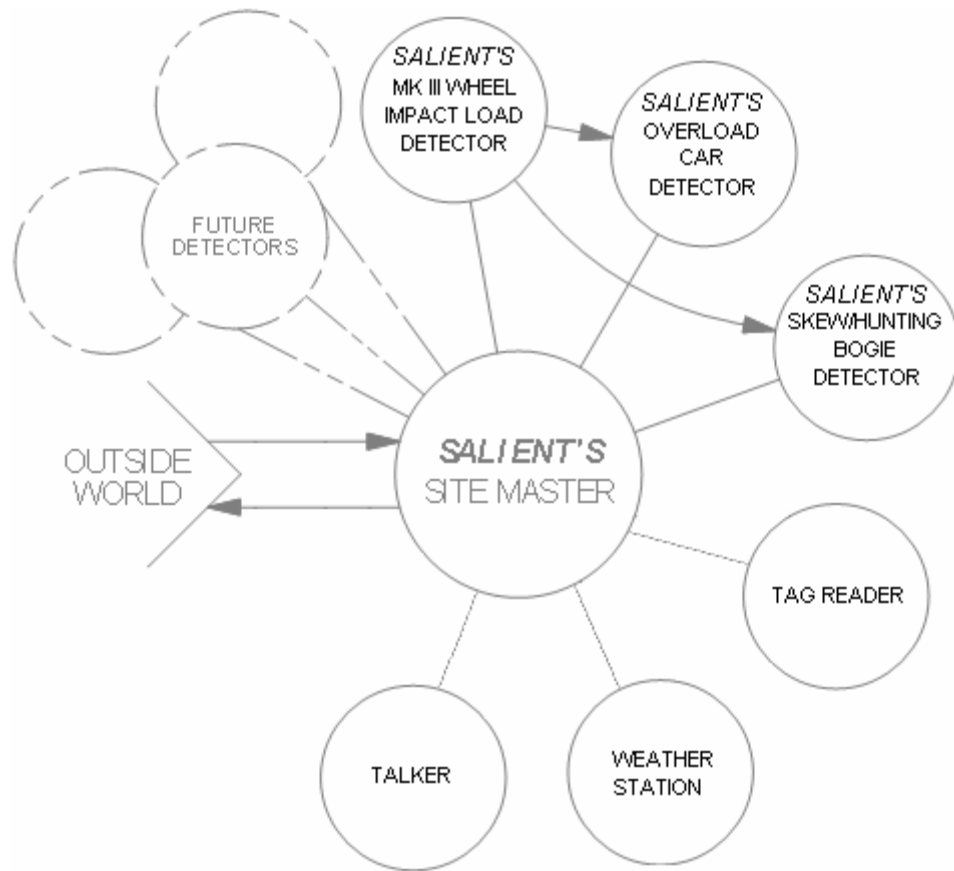 SALIENT'S
MK III WHEEL
IMPACT LOAD
DETECTOR
SALIENT'S
OVERLOAD
CAR
DETECTOR
FUTURE
DETECTORS
SALIENT'S
SKEW/HUNTING
BOGIE
DETECTOR
OUTSIDE
WORLD
SALIENT'S
SITE MASTER
TAG READER
TALKER
WEATHER
STATION